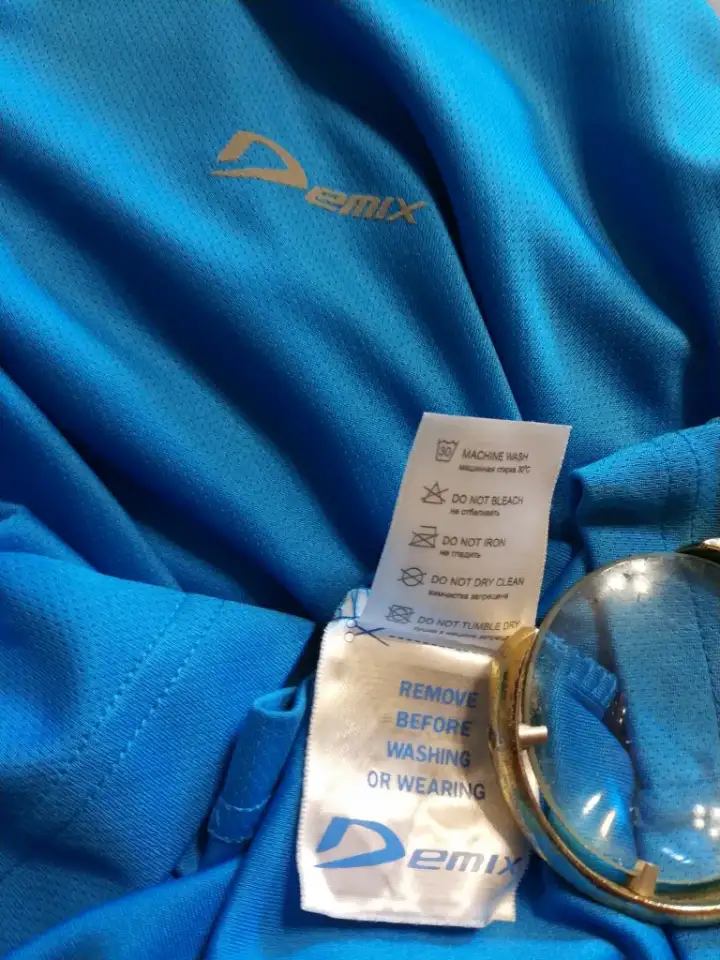 Demix
30
MACHINE WASH
машинная стирка 30°C
DO NOT BLEACH
не отбеливать
DO NOT IRON
не гладить
DO NOT DRY CLEAN
химчистка запрещена
DO NOT TUMBLE DRY
REMOVE
BEFORE
WASHING
OR WEARING
Demix